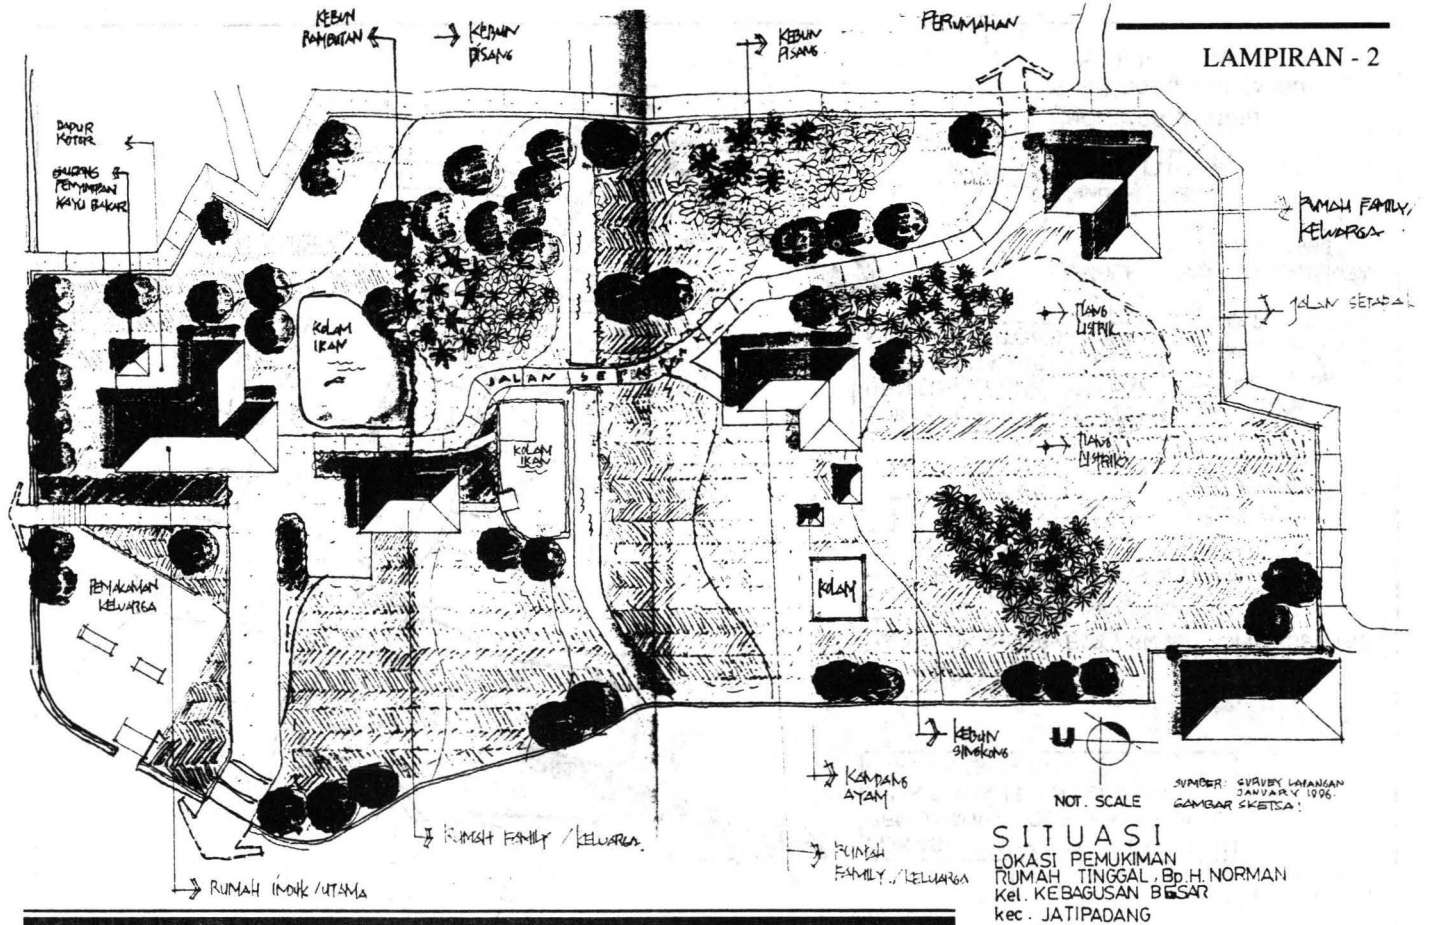 KEBUN
RAMBUTAN
KEBUN
PISANG
KEBUN
PISANG
PERUMAHAN
LAMPIRAN - 2
DAPUR
KOTOR
GUDANG
PENYIMPAN
KAYU BAKAR
RUMAH FAMILY,
KELUARGA
JALAN SETAPAK
KOLAM
IKAN
TIANG
LISTRIK
JALAN SETAPAK
KOLAM
IKAN
TIANG
LISTRIK
PEMAKAMAN
KELUARGA
KOLAM
KEBUN
SINGKONG
U
KANDANG
AYAM
NOT. SCALE
SUMBER: SURVEY LAPANGAN
JANUARY 1996.
GAMBAR SKETSA!
RUMAH FAMILY / KELUARGA.
RUMAH
FAMILY./KELUARGA
RUMAH INDUK / UTAMA
SITUASI
LOKASI PEMUKIMAN
RUMAH TINGGAL, Bp. H. NORMAN
Kel. KEBAGUSAN BESAR
kec. JATIPADANG